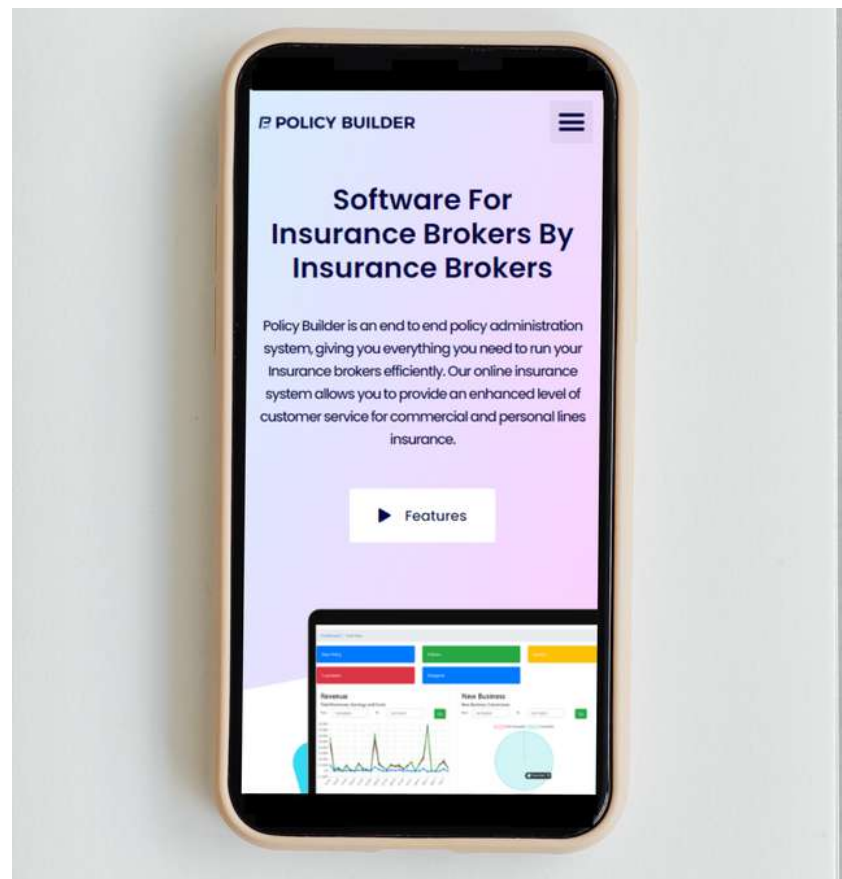 POLICY BUILDER
Software For
Insurance Brokers By
Insurance Brokers
Policy Builder is an end to end policy administration
system, giving you everything you need to run your
Insurance brokers efficiently. Our online insurance
system allows you to provide an enhanced level of
customer service for commercial and personal lines
insurance.
Features
Revenue
New Business